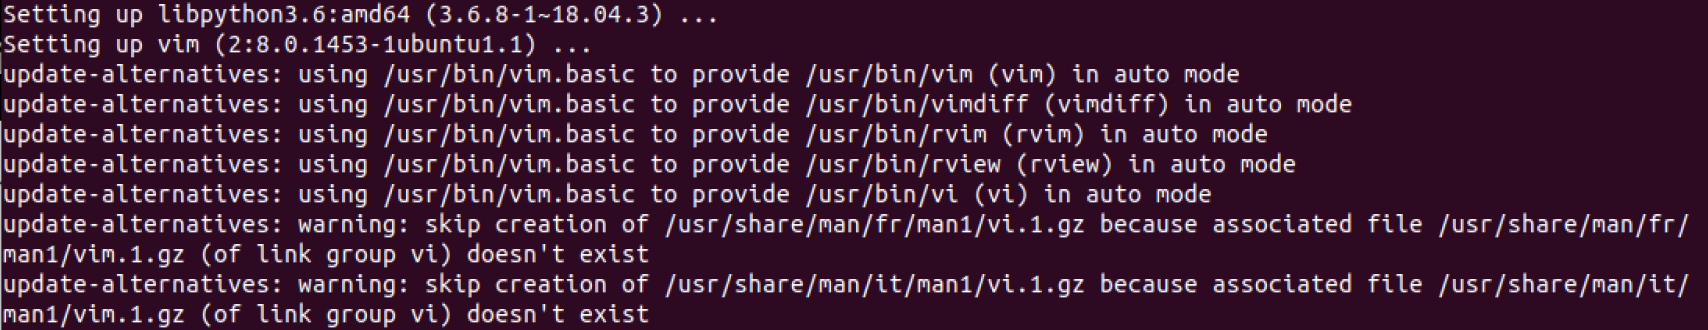 Setting up libpython3.6:amd64 (3.6.8-1~18.04.3) ...
Setting up vim (2:8.0.1453-1ubuntu1.1) ...
update-alternatives: using /usr/bin/vim.basic to provide /usr/bin/vim (vim) in auto mode
update-alternatives: using /usr/bin/vim.basic to provide /usr/bin/vimdiff (vimdiff) in auto mode
update-alternatives: using /usr/bin/vim.basic to provide /usr/bin/rvim (rvim) in auto mode
update-alternatives: using /usr/bin/vim.basic to provide /usr/bin/rview (rview) in auto mode
update-alternatives: using /usr/bin/vim.basic to provide /usr/bin/vi (vi) in auto mode
update-alternatives: warning: skip creation of /usr/share/man/fr/man1/vi.1.gz because associated file /usr/share/man/fr/
man1/vim.1.gz (of link group vi) doesn't exist
update-alternatives: warning: skip creation of /usr/share/man/it/man1/vi.1.gz because associated file /usr/share/man/it/
man1/vim.1.gz (of link group vi) doesn't exist